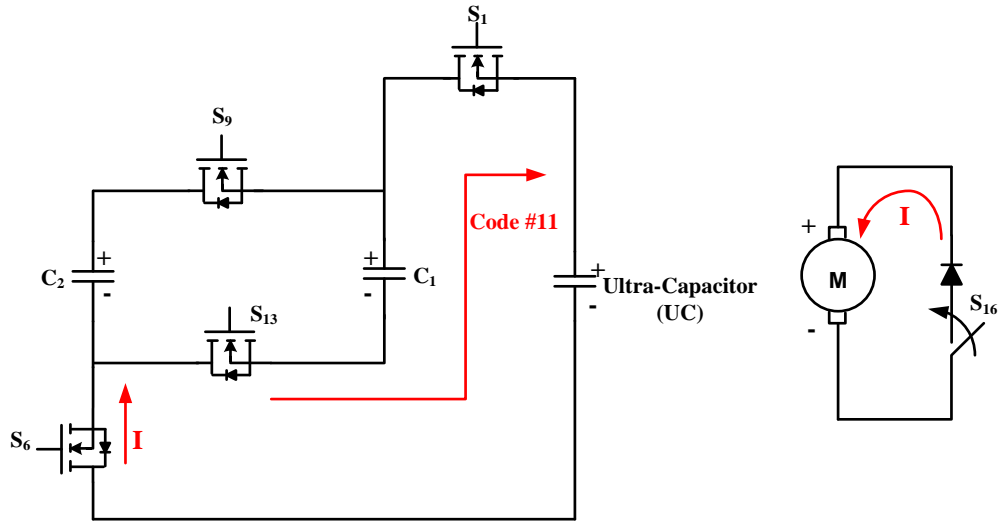 S₁
S₉
+
I
Code #11
+
+
C₂
C₁
+
Ultra-Capacitor
(UC)
M
-
-
-
S₁₃
S₁₆
-
S₆
I